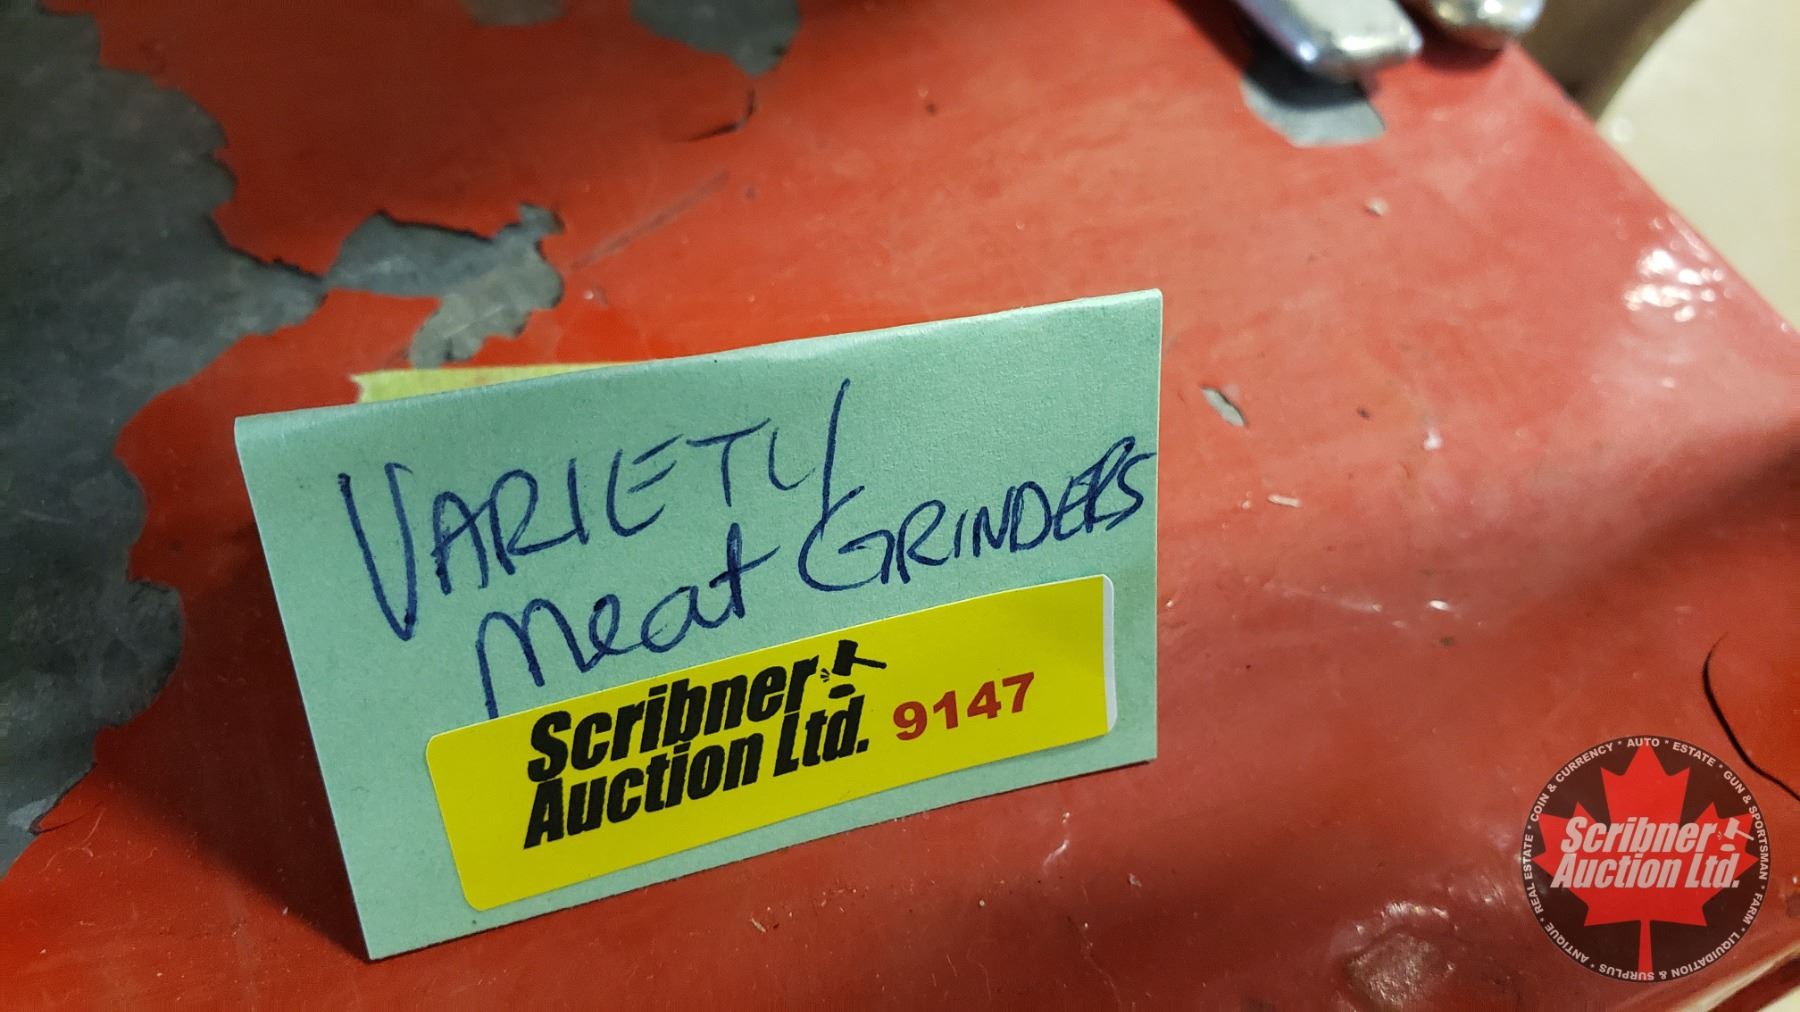 VARIETY
Meat GRINDERS
Scribner
Auction Ltd. 9147
Scribner
Auction Ltd.
ANTIQUE * REAL ESTATE * COIN & CURRENCY * AUTO * ESTATE * GUN & SPORTSMAN * FARM * LIQUIDATION & SURPLUS *